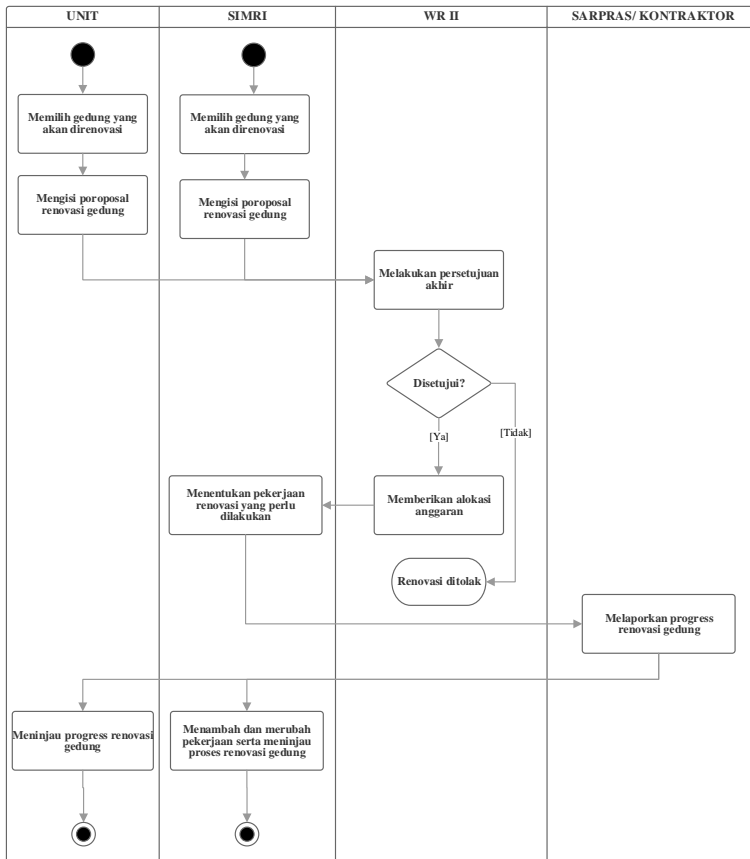 UNIT
SIMRI
WR II
SARPRAS/ KONTRAKTOR
Memilih gedung yang
akan direnovasi
Memilih gedung yang
akan direnovasi
Mengisi poroposal
renovasi gedung
Mengisi poroposal
renovasi gedung
Melakukan persetujuan
akhir
Disetujui?
[Ya]
[Tidak]
Menentukan pekerjaan
renovasi yang perlu
dilakukan
Memberikan alokasi
anggaran
Renovasi ditolak
Melaporkan progress
renovasi gedung
Meninjau progress renovasi
gedung
Menambah dan merubah
pekerjaan serta meninjau
proses renovasi gedung